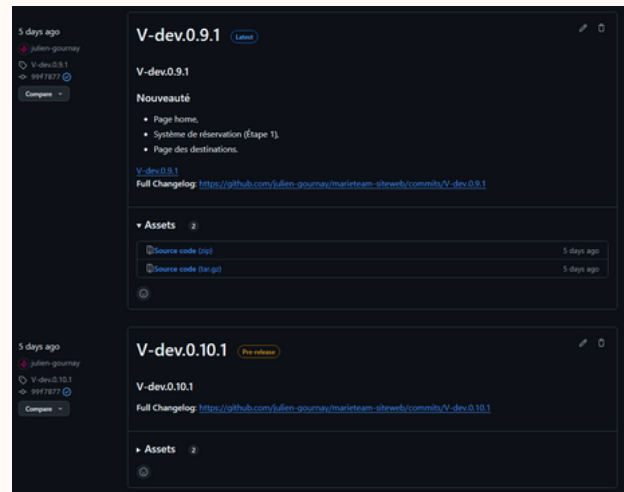 5 days ago
julien-gournay
V-dev.0.9.1
99f7877
Compare
V-dev.0.9.1 Latest
V-dev.0.9.1
Nouveauté
Page home,
Système de réservation (Étape 1),
Page des destinations.
V-dev.0.9.1
Full Changelog: https://github.com/julien-gournay/marieteam-siteweb/commits/V-dev.0.9.1
Assets 2
Source code (zip) 5 days ago
Source code (tar.gz) 5 days ago
5 days ago
julien-gournay
V-dev.0.10.1
99f7877
Compare
V-dev.0.10.1 Pre-release
V-dev.0.10.1
Full Changelog: https://github.com/julien-gournay/marieteam-siteweb/commits/V-dev.0.10.1
Assets 2